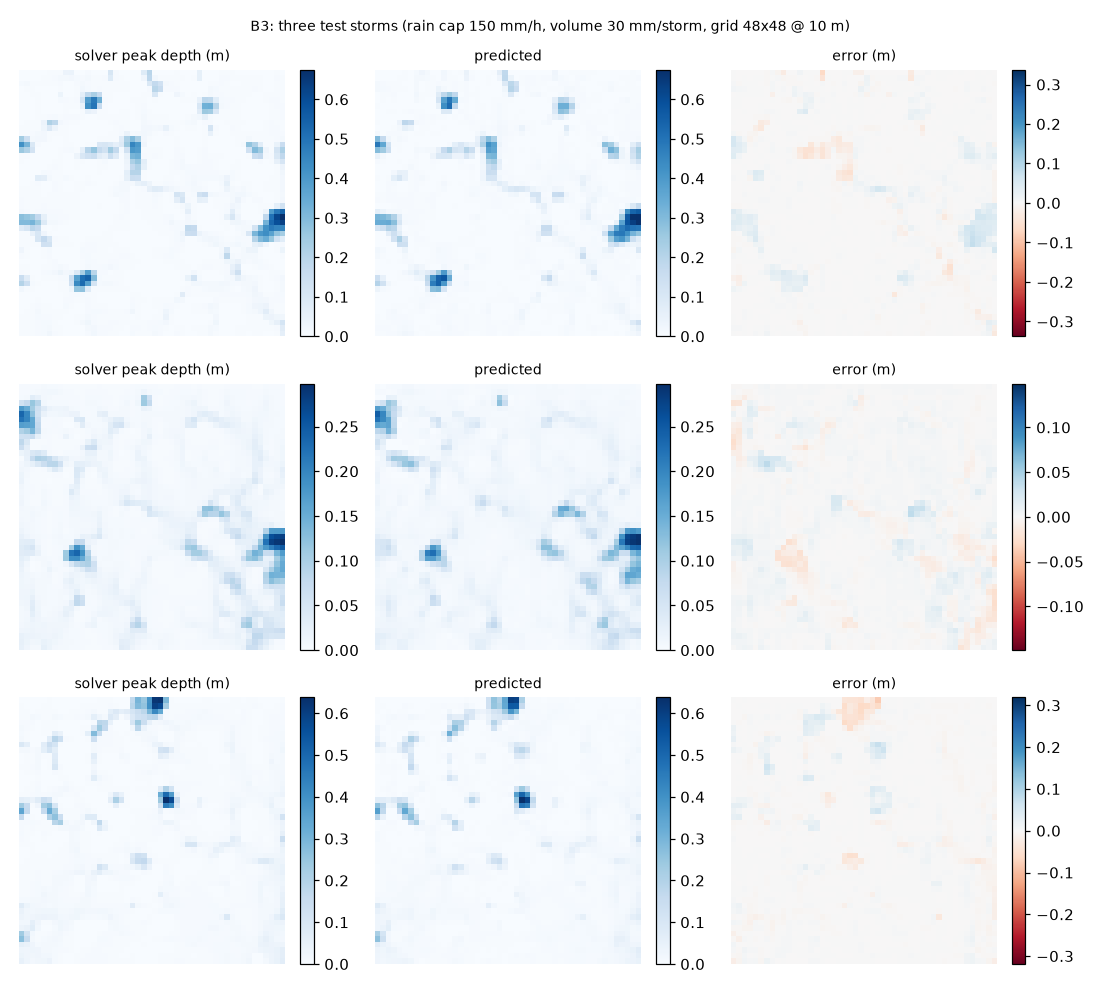 B3: three test storms (rain cap 150 mm/h, volume 30 mm/storm, grid 48x48 @ 10 m)
solver peak depth (m) predicted error (m)
0.6 0.6 0.3
0.5 0.5 0.2
0.4 0.4 0.1
0.3 0.3 0.0
0.2 0.2 −0.1
0.1 0.1 −0.2
0.0 0.0 −0.3
solver peak depth (m) predicted error (m)
0.25 0.25 0.10
0.20 0.20 0.05
0.15 0.15 0.00
0.10 0.10 −0.05
0.05 0.05 −0.10
0.00 0.00
solver peak depth (m) predicted error (m)
0.6 0.6 0.3
0.5 0.5 0.2
0.4 0.4 0.1
0.3 0.3 0.0
0.2 0.2 −0.1
0.1 0.1 −0.2
0.0 0.0 −0.3